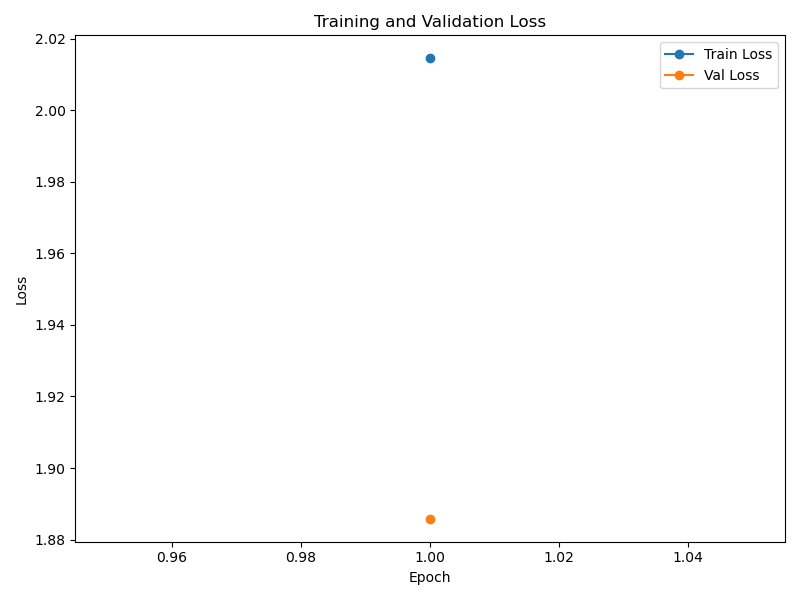 Training and Validation Loss
2.02
2.00
1.98
1.96
1.94
1.92
1.90
1.88
Loss
Train Loss
Val Loss
0.96 0.98 1.00 1.02 1.04
Epoch